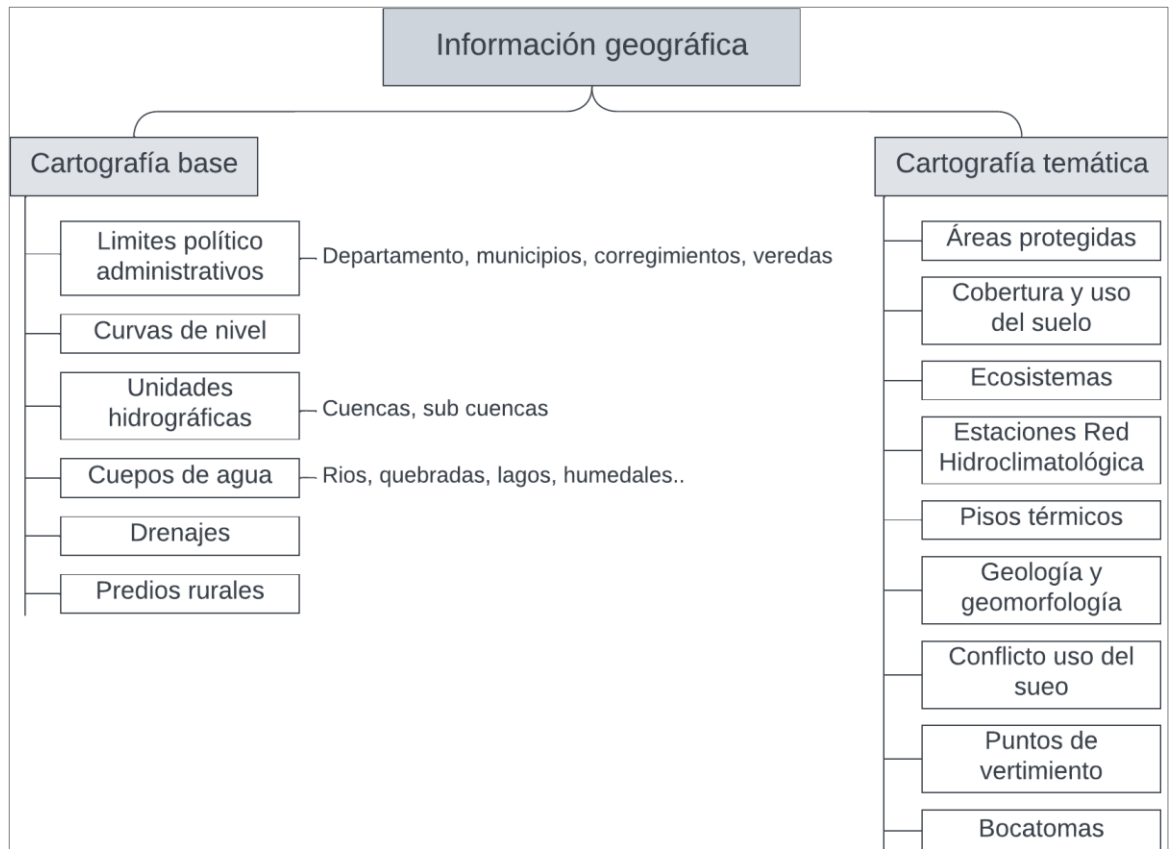 Información geográfica
Cartografía base
Limites político
administrativos
Departamento, municipios, corregimientos, veredas
Curvas de nivel
Unidades
hidrográficas
Cuencas, sub cuencas
Cuepos de agua
Rios, quebradas, lagos, humedales..
Drenajes
Predios rurales
Cartografía temática
Áreas protegidas
Cobertura y uso
del suelo
Ecosistemas
Estaciones Red
Hidroclimatológica
Pisos térmicos
Geología y
geomorfología
Conflicto uso del
sueo
Puntos de
vertimiento
Bocatomas